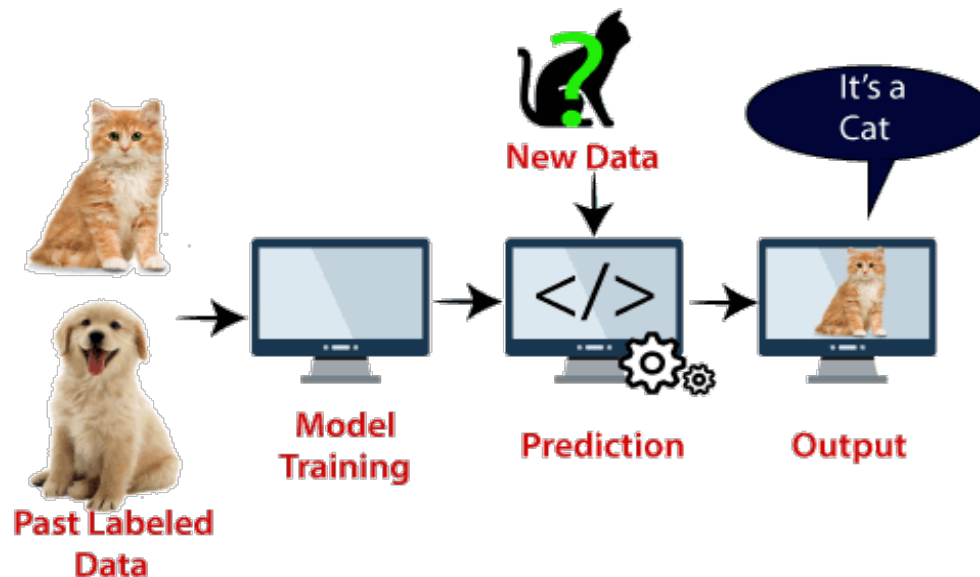 It's a
Cat
?
New Data
</>
Model
Training
Prediction
Output
Past Labeled
Data